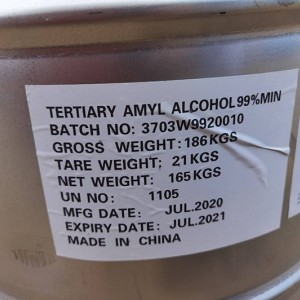 TERTIARY AMYL ALCOHOL 99%MIN
BATCH NO: 3703W9920010
GROSS WEIGHT:186KGS
TARE WEIGHT: 21KGS
NET WEIGHT: 165KGS
UN NO: 1105
MFG DATE: JUL.2020
EXPIRY DATE: JUL.2021
MADE IN CHINA